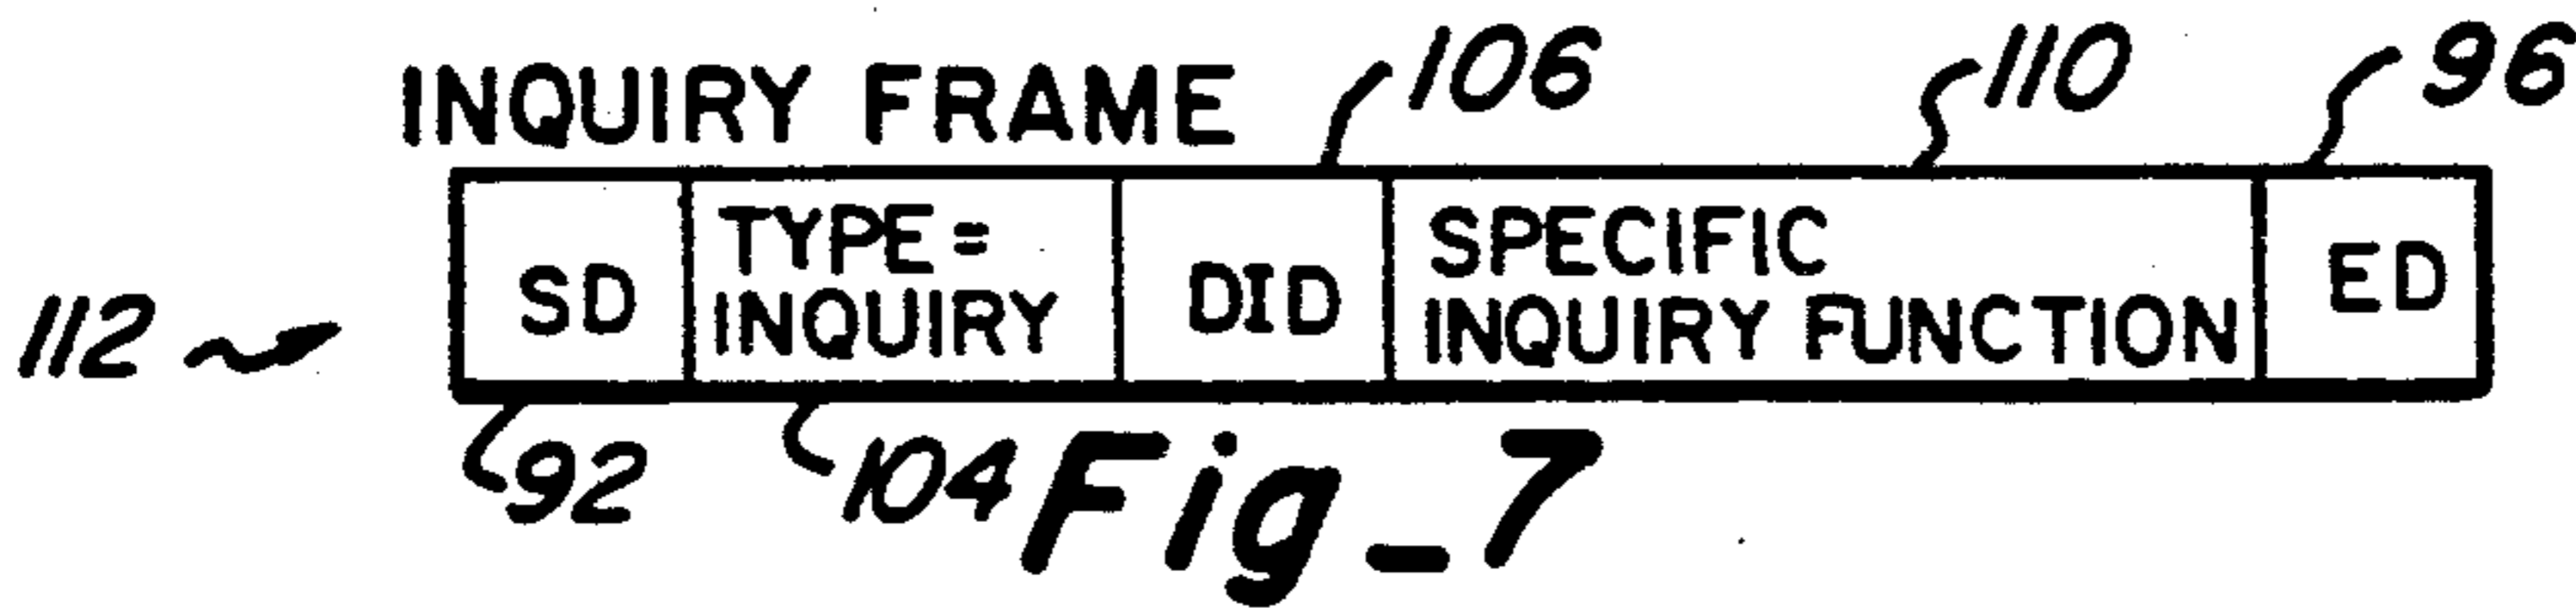 INQUIRY FRAME
106
110
96
112
SD
TYPE =
INQUIRY
DID
SPECIFIC
INQUIRY FUNCTION
ED
92
104
Fig_7